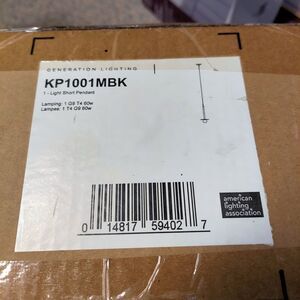 GENERATION LIGHTING
KP1001MBK
1 - Light Short Pendant
Lamping: 1 G9 T4 60w
Lampes: 1 T4 G9 60w
american
lighting
association
0 14817 59402 7